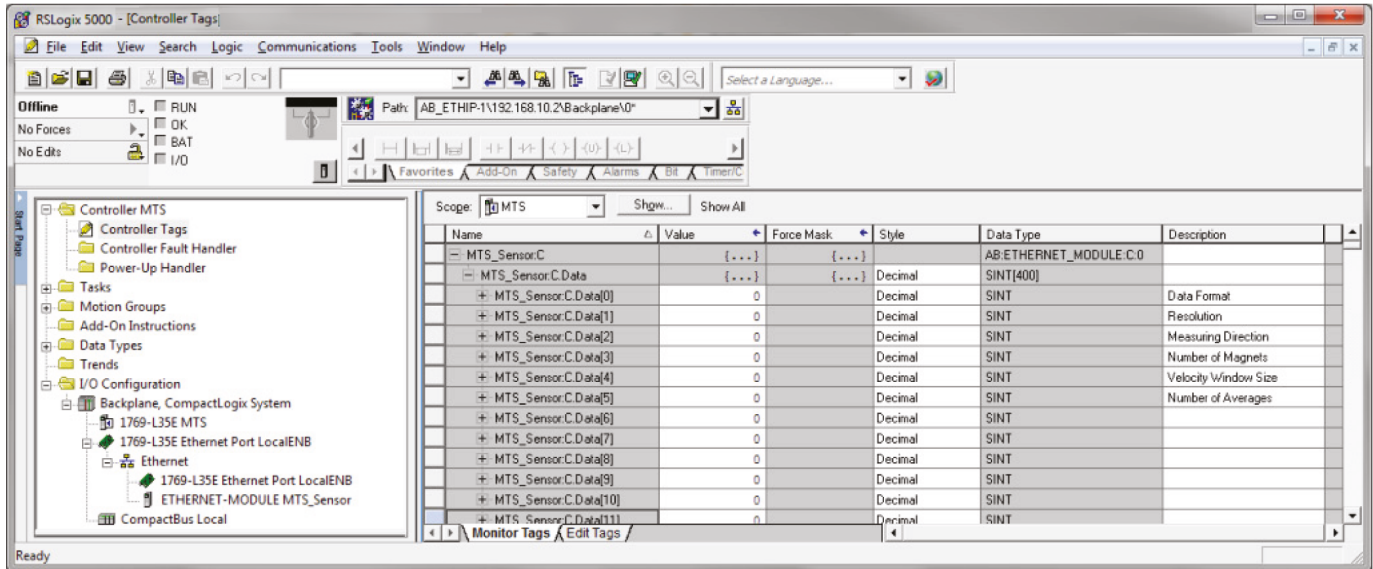 RSLogix 5000 - [Controller Tags]
File Edit View Search Logic Communications Tools Window Help
Select a Language...
Offline
RUN
No Forces
OK
No Edits
BAT
I/O
Path: AB_ETHIP-1\192.168.10.2\Backplane\0*
Favorites Add-On Safety Alarms Bit Timer/C
Start Page
Controller MTS
Controller Tags
Controller Fault Handler
Power-Up Handler
Tasks
Motion Groups
Add-On Instructions
Data Types
Trends
I/O Configuration
Backplane, CompactLogix System
1769-L35E MTS
1769-L35E Ethernet Port LocalENB
Ethernet
1769-L35E Ethernet Port LocalENB
ETHERNET-MODULE MTS_Sensor
CompactBus Local
Scope: MTS Show... Show All
Name Value Force Mask Style Data Type Description
MTS_Sensor:C {...} {...} AB:ETHERNET_MODULE:C:0
MTS_Sensor:C.Data {...} {...} Decimal SINT[400]
MTS_Sensor:C.Data[0] 0 Decimal SINT Data Format
MTS_Sensor:C.Data[1] 0 Decimal SINT Resolution
MTS_Sensor:C.Data[2] 0 Decimal SINT Measuring Direction
MTS_Sensor:C.Data[3] 0 Decimal SINT Number of Magnets
MTS_Sensor:C.Data[4] 0 Decimal SINT Velocity Window Size
MTS_Sensor:C.Data[5] 0 Decimal SINT Number of Averages
MTS_Sensor:C.Data[6] 0 Decimal SINT
MTS_Sensor:C.Data[7] 0 Decimal SINT
MTS_Sensor:C.Data[8] 0 Decimal SINT
MTS_Sensor:C.Data[9] 0 Decimal SINT
MTS_Sensor:C.Data[10] 0 Decimal SINT
MTS_Sensor:C.Data[11] 0 Decimal SINT
Monitor Tags Edit Tags
Ready